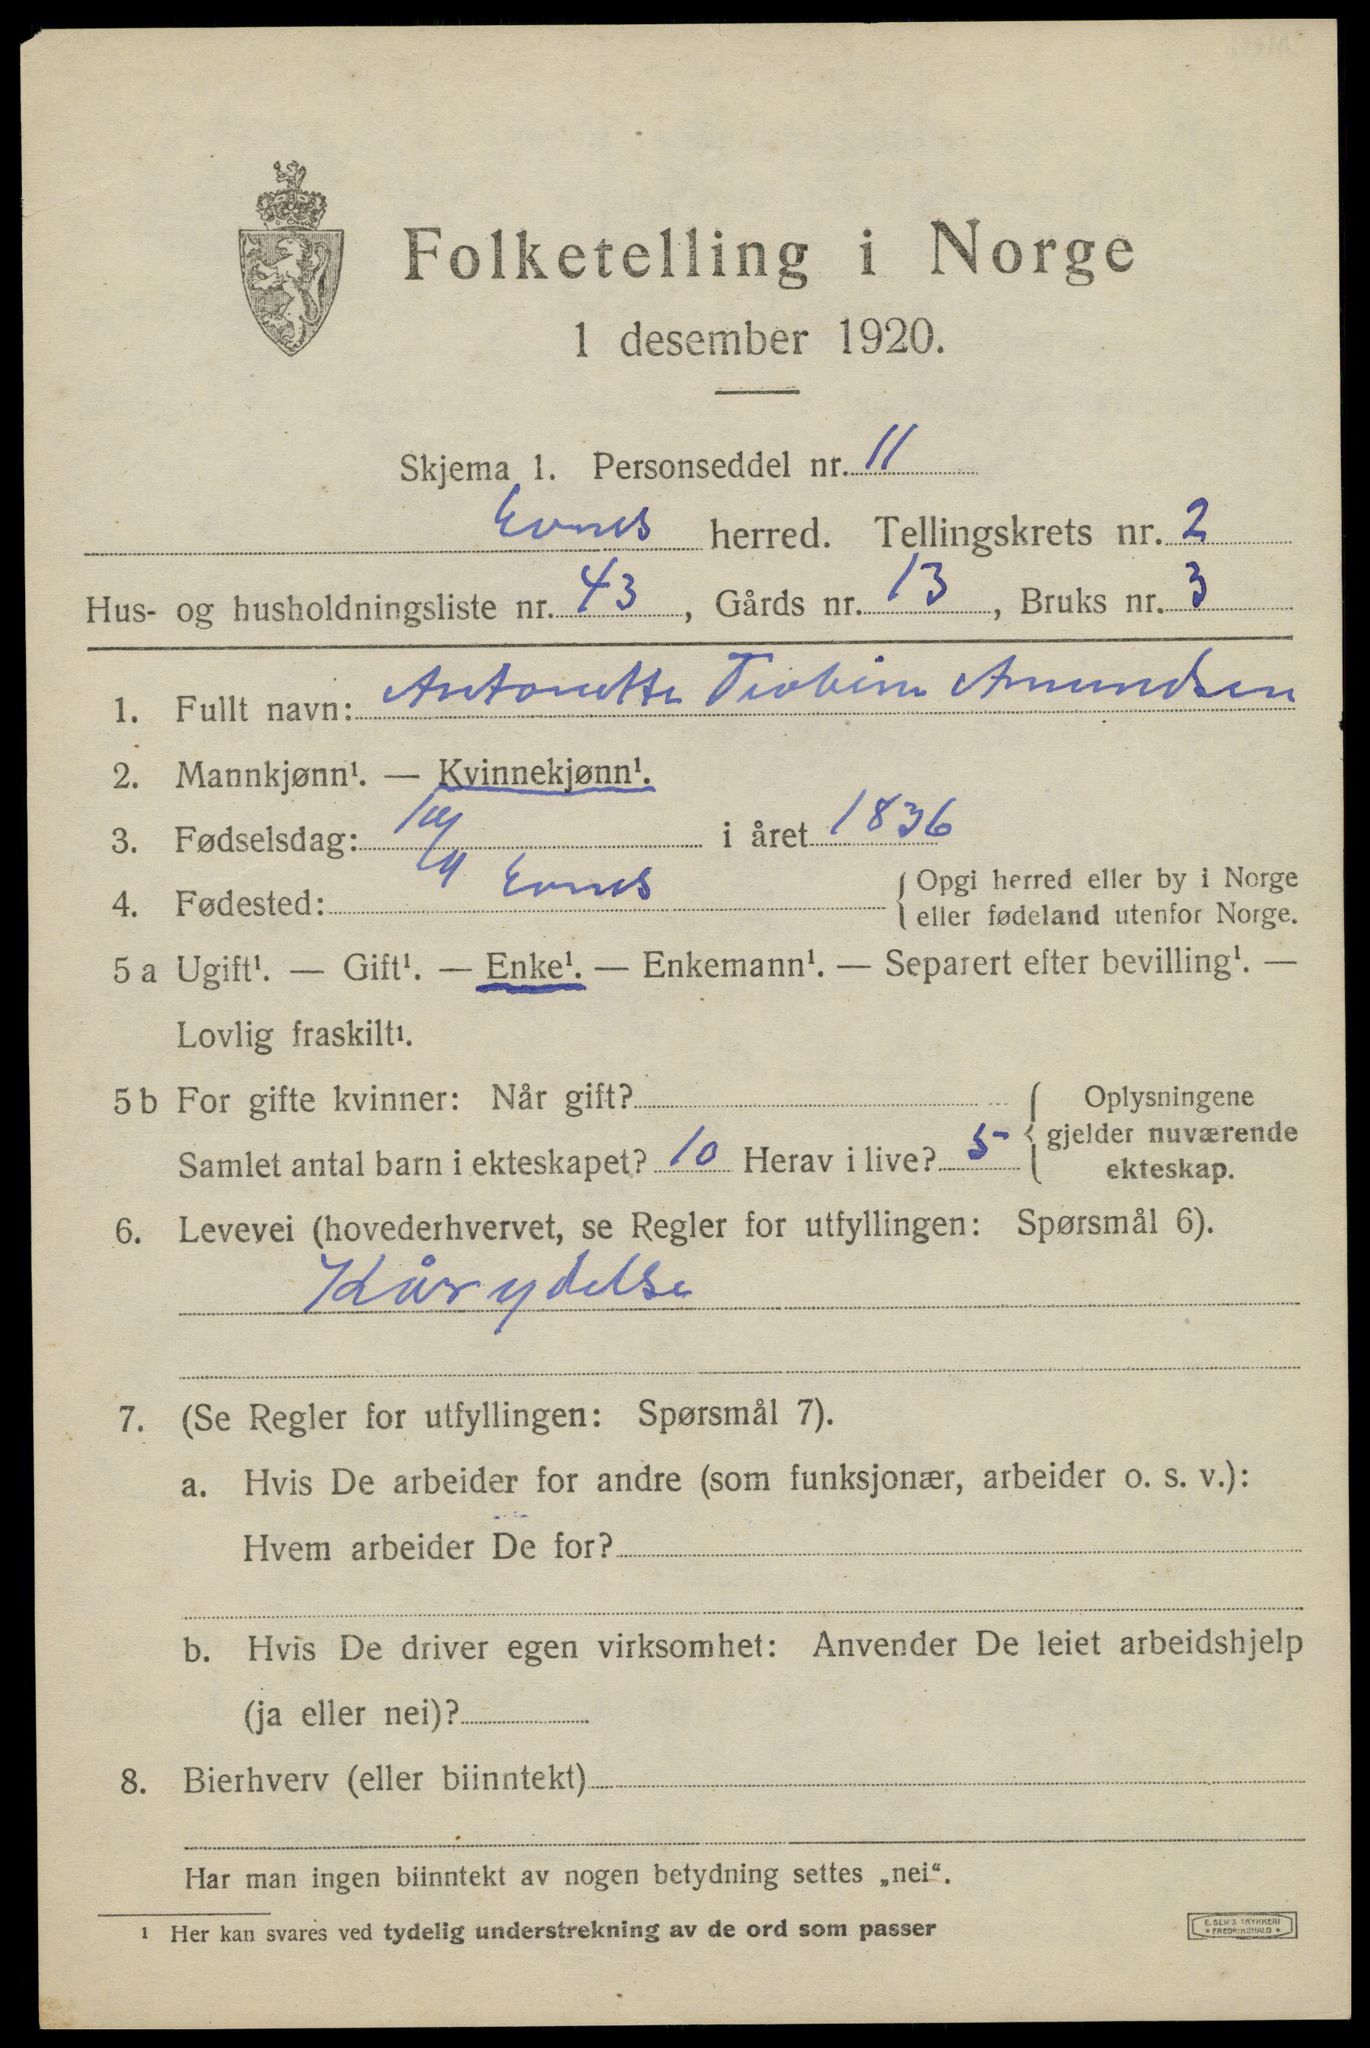 Folketelling i Norge
1 desember 1920.
Skjema 1. Personseddel nr. 11
Evenes herred. Tellingskrets nr. 2
Hus- og husholdningsliste nr. 43, Gårds nr. 13, Bruks nr. 3
1. Fullt navn: Antonette Amundsen
2. Mannkjønn¹. — Kvinnekjønn¹.
3. Fødselsdag: i året 1836
4. Fødested: Evenes { Opgi herred eller by i Norge
eller fødeland utenfor Norge.
5 a Ugift¹. — Gift¹. — Enke¹. — Enkemann¹. — Separert efter bevilling¹. —
Lovlig fraskilt¹.
5 b For gifte kvinner: Når gift? { Oplysningene
gjelder nuværende
Samlet antal barn i ekteskapet? 10 Herav i live? 5
ekteskap.
6. Levevei (hovederhvervet, se Regler for utfyllingen: Spørsmål 6).
Kårydelse
7. (Se Regler for utfyllingen: Spørsmål 7).
a. Hvis De arbeider for andre (som funksjonær, arbeider o. s. v.):
Hvem arbeider De for?
b. Hvis De driver egen virksomhet: Anvender De leiet arbeidshjelp
(ja eller nei)?
8. Bierhverv (eller biinntekt)
Har man ingen biinntekt av nogen betydning settes „nei“.
¹ Her kan svares ved tydelig understrekning av de ord som passer
E. SEM'S TRYKKERI
* FREDRIKSHALD *